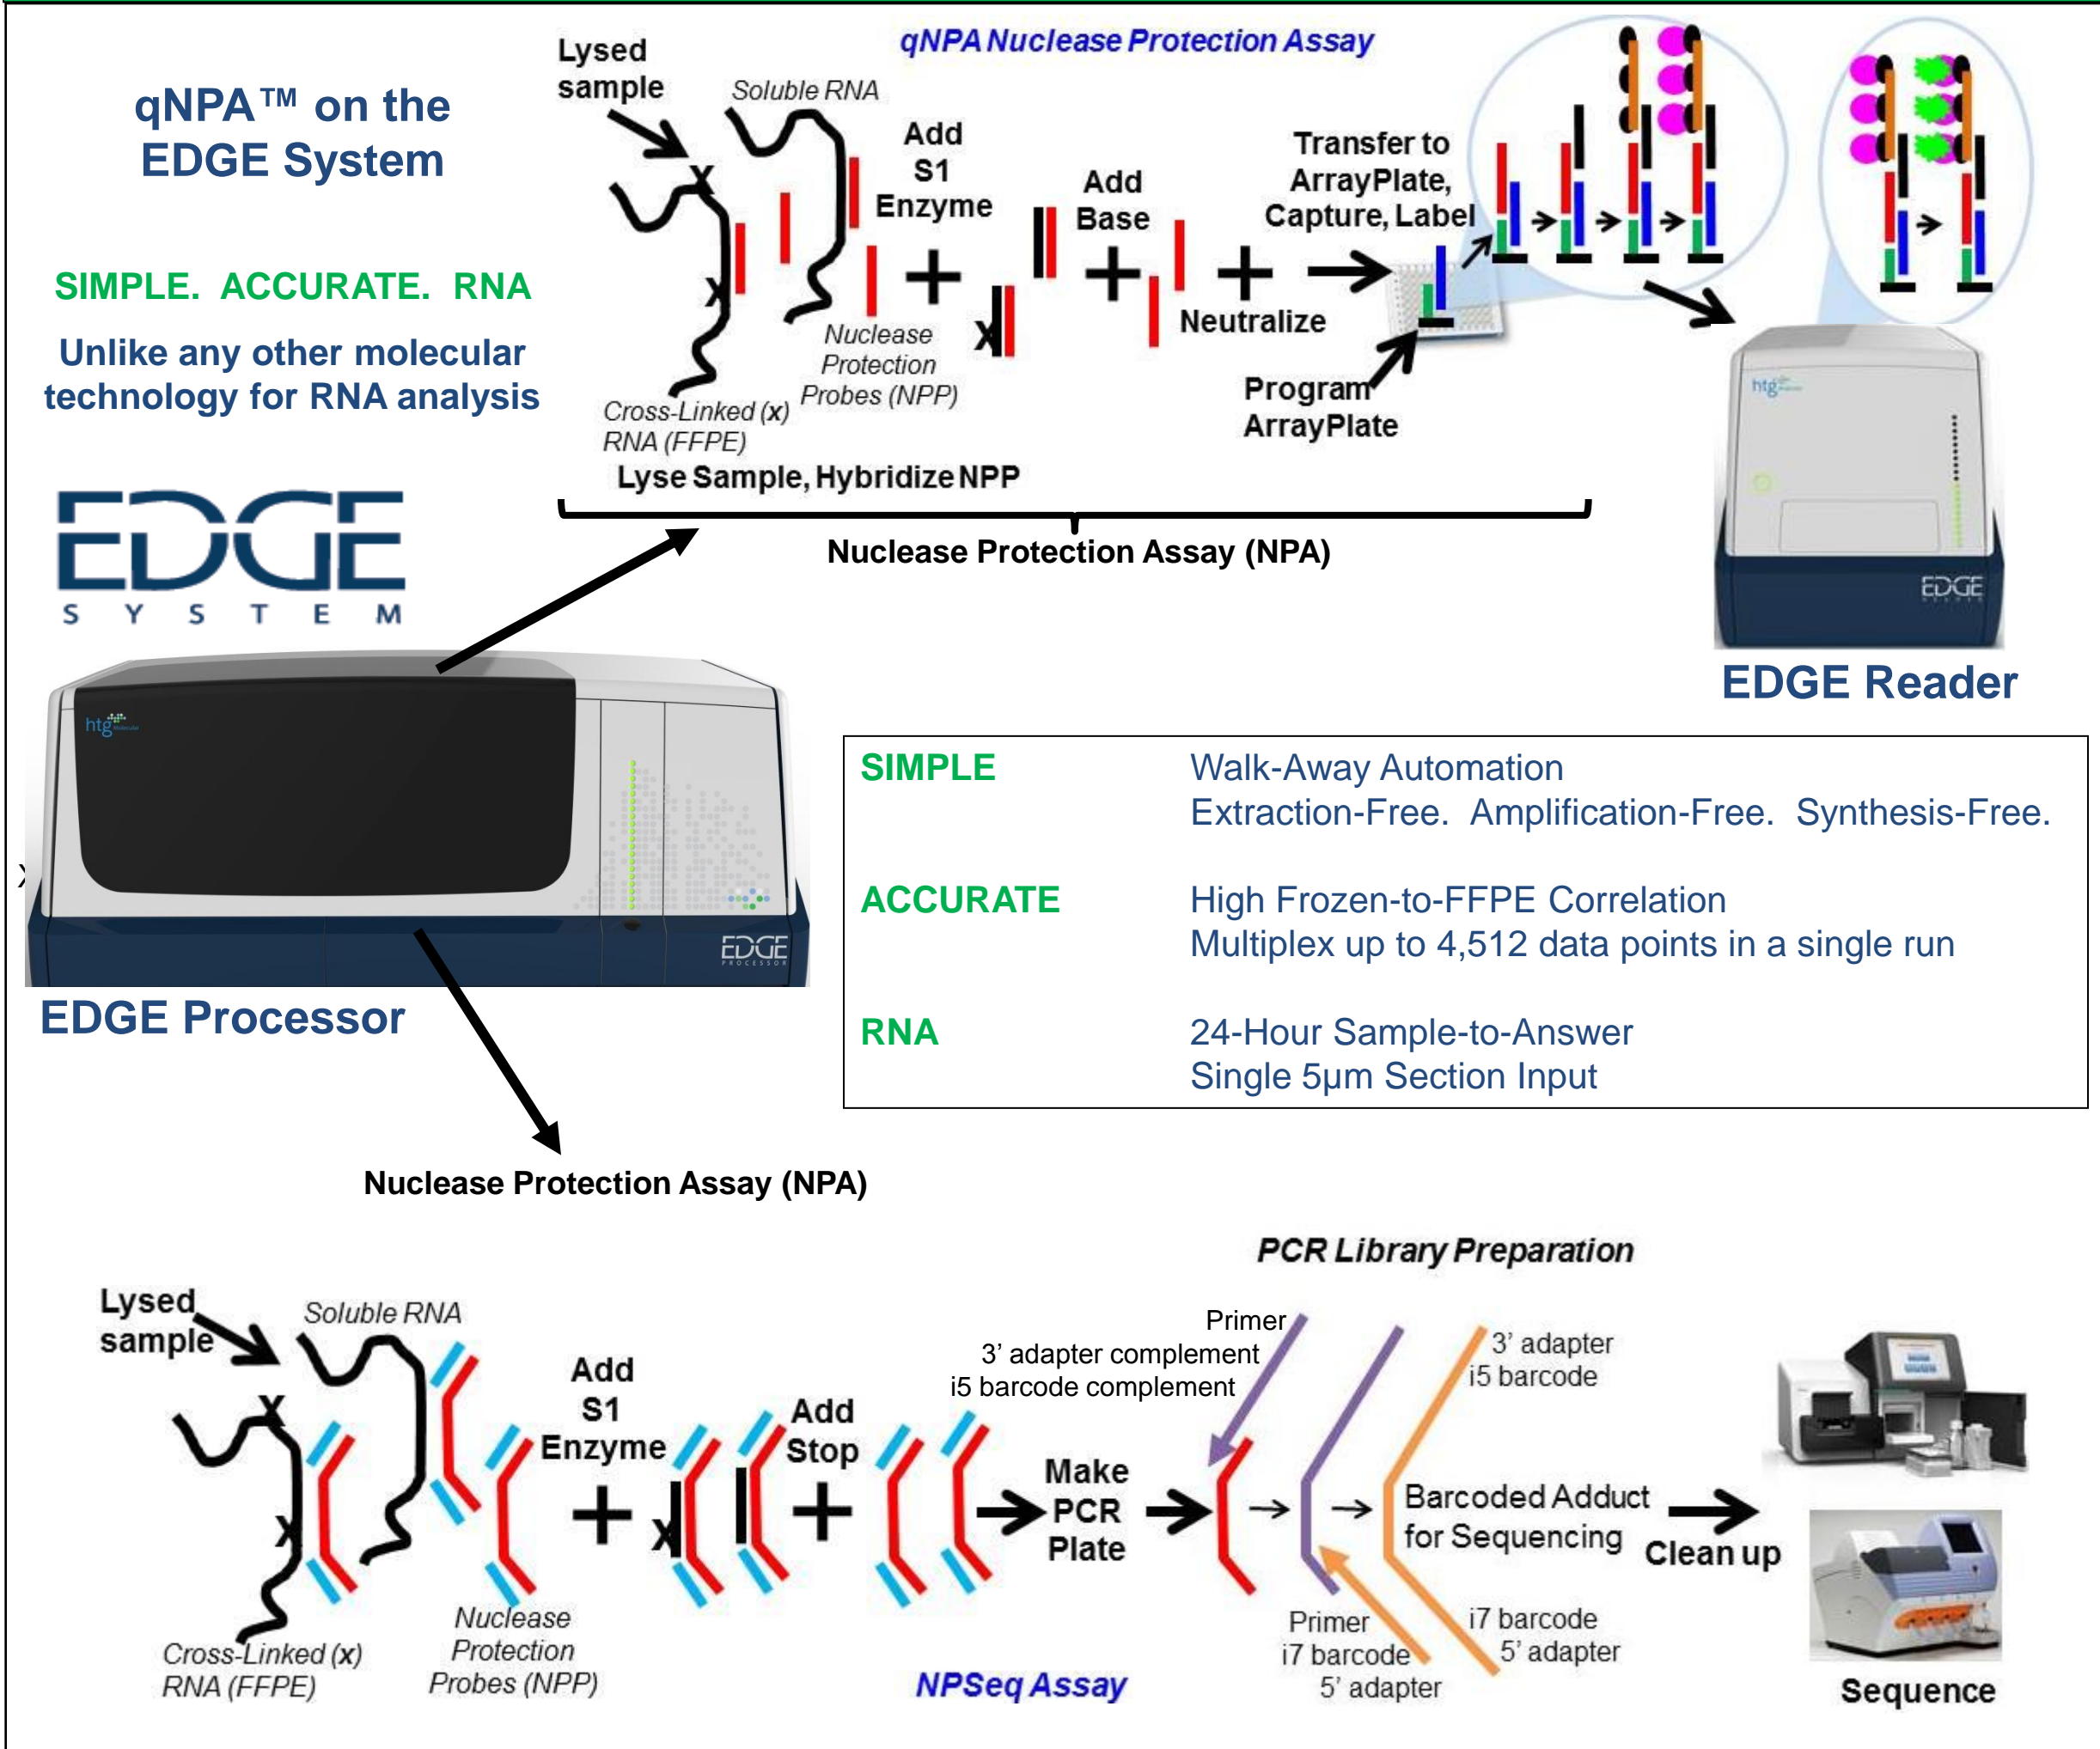 qNPA™ on the
EDGE System
SIMPLE. ACCURATE. RNA
Unlike any other molecular
technology for RNA analysis
EDGE
SYSTEM
qNPA Nuclease Protection Assay
Lysed
sample
Soluble RNA
Add
S1
Enzyme
Add
Base
Transfer to
ArrayPlate,
Capture, Label
X
X
X
Neutralize
Nuclease
Protection
Probes (NPP)
Cross-Linked (x)
RNA (FFPE)
Program
ArrayPlate
Lyse Sample, Hybridize NPP
Nuclease Protection Assay (NPA)
htg
EDGE
EDGE Reader
htg
EDGE
PROCESSOR
EDGE Processor
SIMPLE Walk-Away Automation
Extraction-Free. Amplification-Free. Synthesis-Free.
ACCURATE High Frozen-to-FFPE Correlation
Multiplex up to 4,512 data points in a single run
RNA 24-Hour Sample-to-Answer
Single 5µm Section Input
Nuclease Protection Assay (NPA)
PCR Library Preparation
Lysed
sample
Soluble RNA
Add
S1
Enzyme
Add
Stop
X
X
X
Nuclease
Protection
Probes (NPP)
Cross-Linked (x)
RNA (FFPE)
Make
PCR
Plate
Primer
3’ adapter complement
i5 barcode complement
3’ adapter
i5 barcode
Barcoded Adduct
for Sequencing
Clean up
Primer
i7 barcode
5’ adapter
i7 barcode
5’ adapter
NPSeq Assay
Sequence